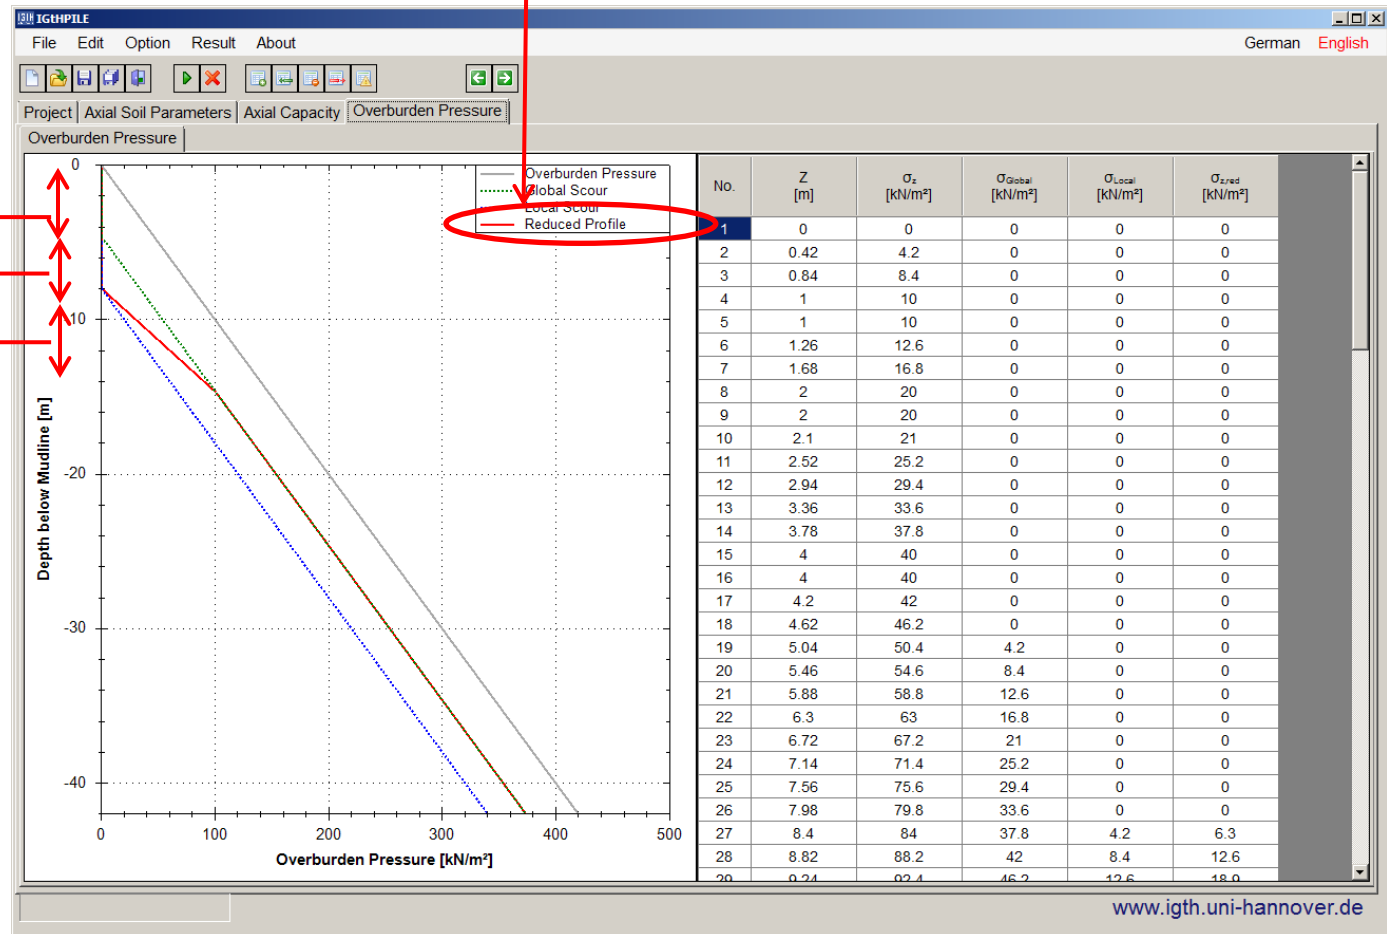 IGtHPILE
File Edit Option Result About German English
Project Axial Soil Parameters Axial Capacity Overburden Pressure
Overburden Pressure
Overburden Pressure
Global Scour
Local Scour
Reduced Profile
0
-10
-20
-30
-40
Depth below Mudline [m]
0 100 200 300 400 500
Overburden Pressure [kN/m²]
No. Z [m] σz [kN/m²] σGlobal [kN/m²] σLocal [kN/m²] σz,red [kN/m²]
1 0 0 0 0 0
2 0.42 4.2 0 0 0
3 0.84 8.4 0 0 0
4 1 10 0 0 0
5 1 10 0 0 0
6 1.26 12.6 0 0 0
7 1.68 16.8 0 0 0
8 2 20 0 0 0
9 2 20 0 0 0
10 2.1 21 0 0 0
11 2.52 25.2 0 0 0
12 2.94 29.4 0 0 0
13 3.36 33.6 0 0 0
14 3.78 37.8 0 0 0
15 4 40 0 0 0
16 4 40 0 0 0
17 4.2 42 0 0 0
18 4.62 46.2 0 0 0
19 5.04 50.4 4.2 0 0
20 5.46 54.6 8.4 0 0
21 5.88 58.8 12.6 0 0
22 6.3 63 16.8 0 0
23 6.72 67.2 21 0 0
24 7.14 71.4 25.2 0 0
25 7.56 75.6 29.4 0 0
26 7.98 79.8 33.6 0 0
27 8.4 84 37.8 4.2 6.3
28 8.82 88.2 42 8.4 12.6
29 9.24 92.4 46.2 12.6 18.9
www.igth.uni-hannover.de